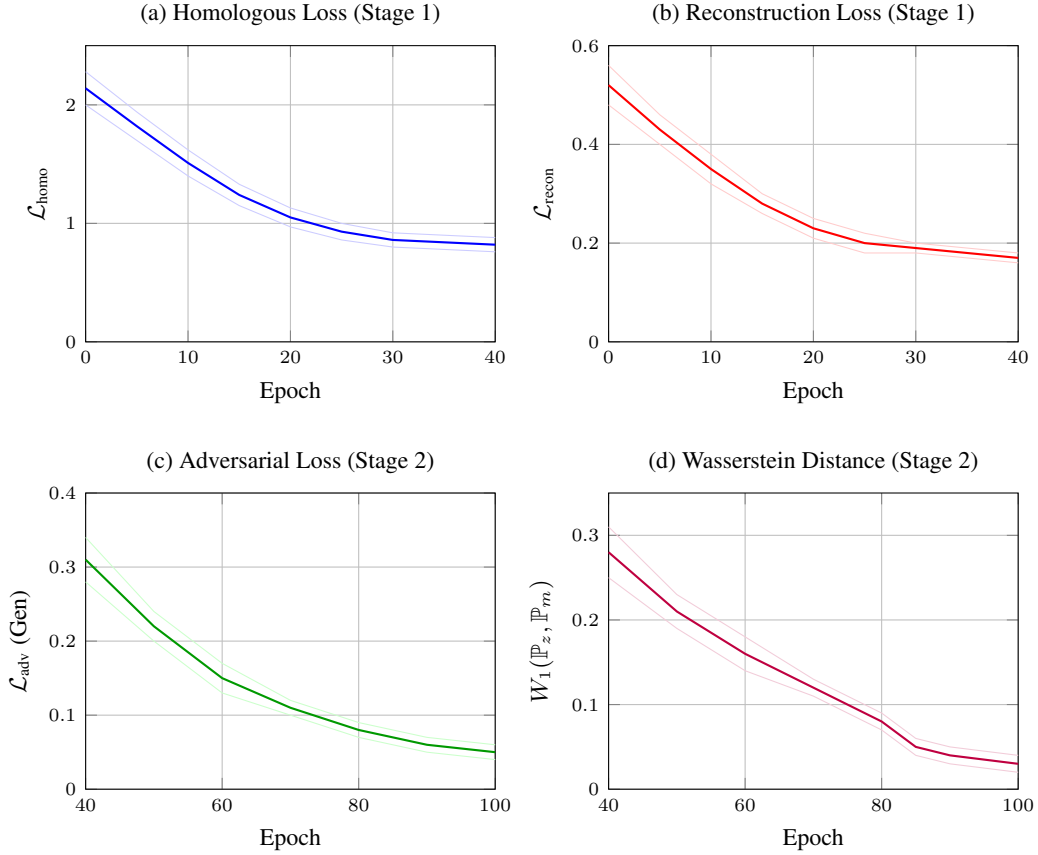 (a) Homologous Loss (Stage 1)
2
1
0
0 10 20 30 40
ℒhomo
Epoch
(b) Reconstruction Loss (Stage 1)
0.6
0.4
0.2
0
0 10 20 30 40
ℒrecon
Epoch
(c) Adversarial Loss (Stage 2)
0.4
0.3
0.2
0.1
0
40 60 80 100
ℒadv (Gen)
Epoch
(d) Wasserstein Distance (Stage 2)
0.3
0.2
0.1
0
40 60 80 100
W₁(ℙz, ℙm)
Epoch